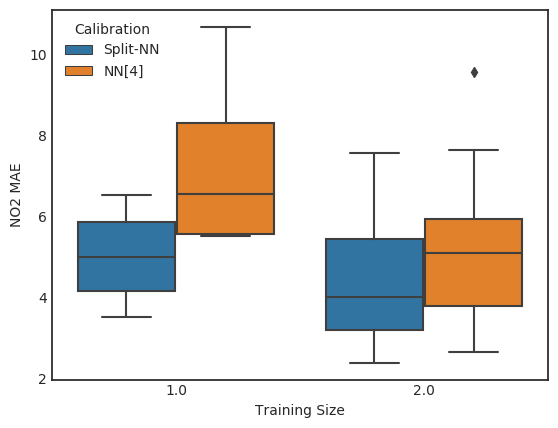 Calibration
Split-NN
NN[4]
10
8
6
4
2
NO2 MAE
1.0
2.0
Training Size